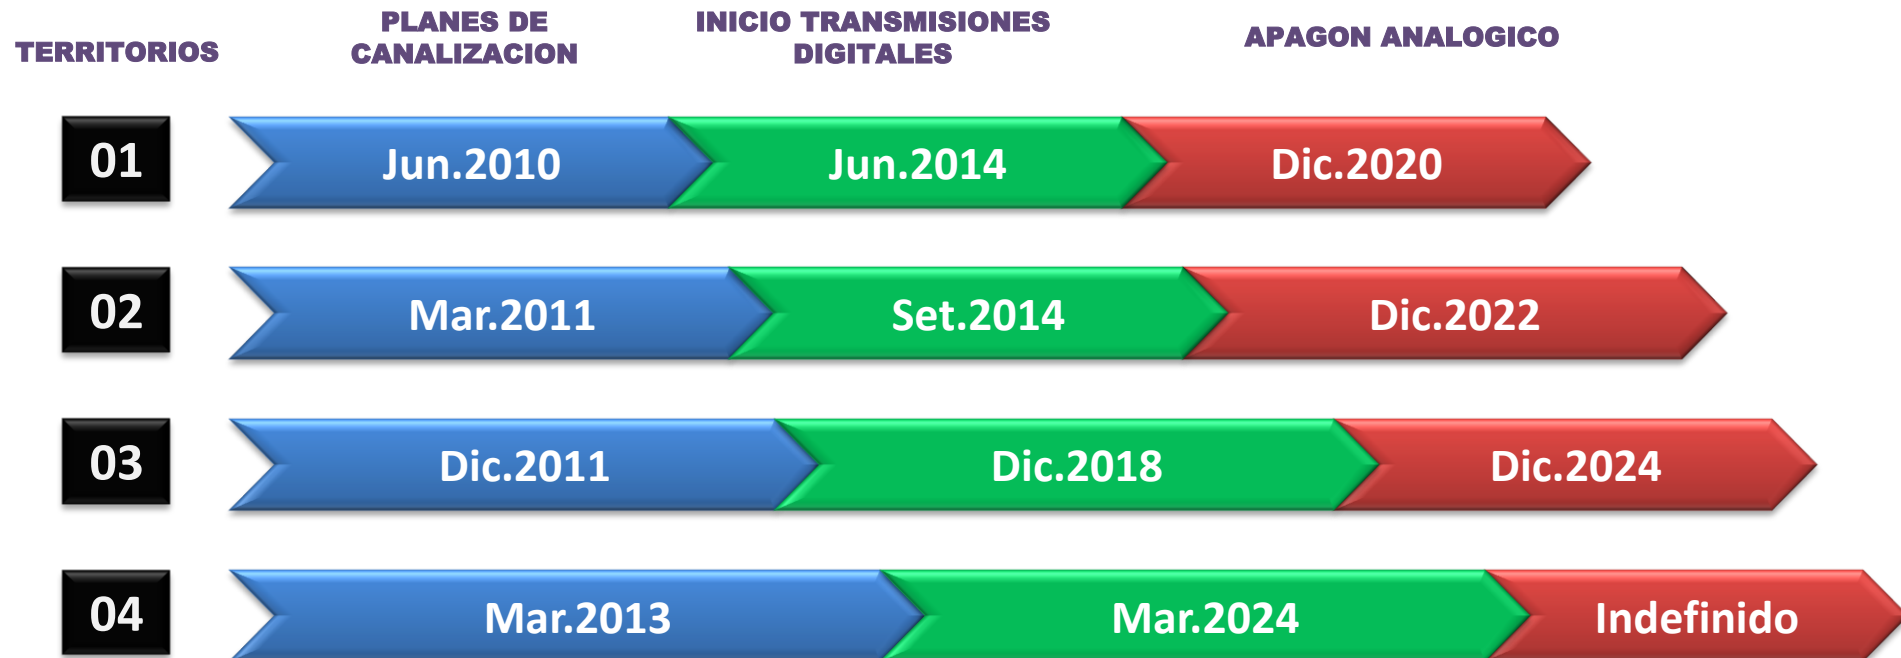 TERRITORIOS
PLANES DE
CANALIZACION
INICIO TRANSMISIONES
DIGITALES
APAGON ANALOGICO
01
Jun.2010
Jun.2014
Dic.2020
02
Mar.2011
Set.2014
Dic.2022
03
Dic.2011
Dic.2018
Dic.2024
04
Mar.2013
Mar.2024
Indefinido